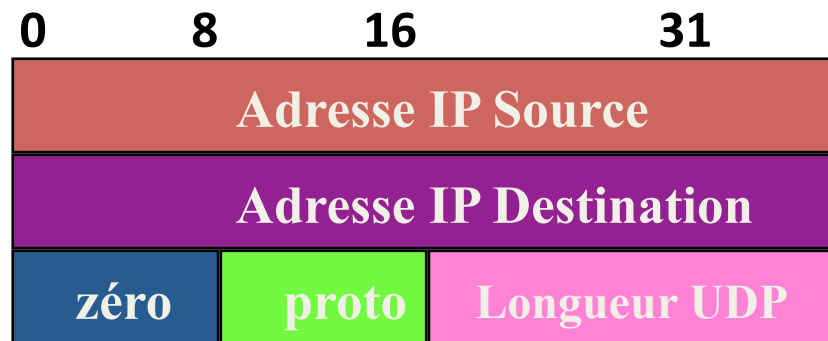 0 8 16 31
Adresse IP Source
Adresse IP Destination
zéro proto Longueur UDP